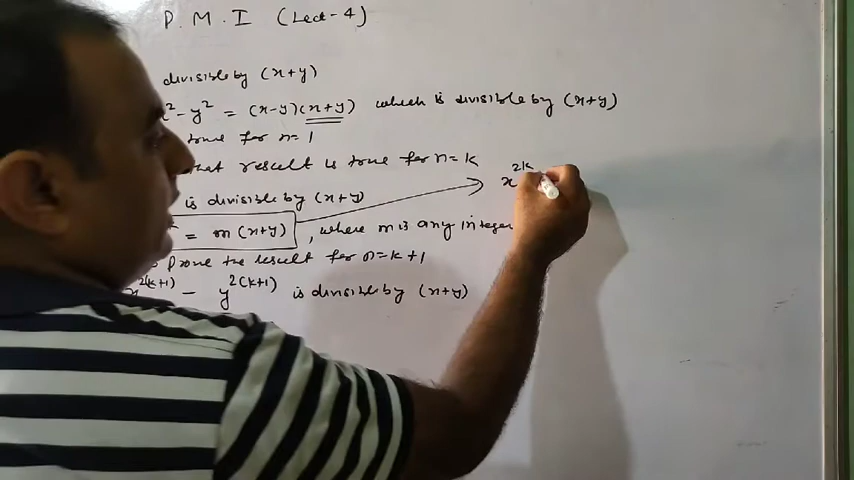 P. M. I (Lect-4)
divisible by (x+y)
x² - y² = (x-y)(x+y) which is divisible by (x+y)
true for n=1
that result is true for n=k
is divisible by (x+y)
= m(x+y), where m is any integer
x^2k
Prove the result for n=k+1
x^2(k+1) - y^2(k+1) is divisible by (x+y)